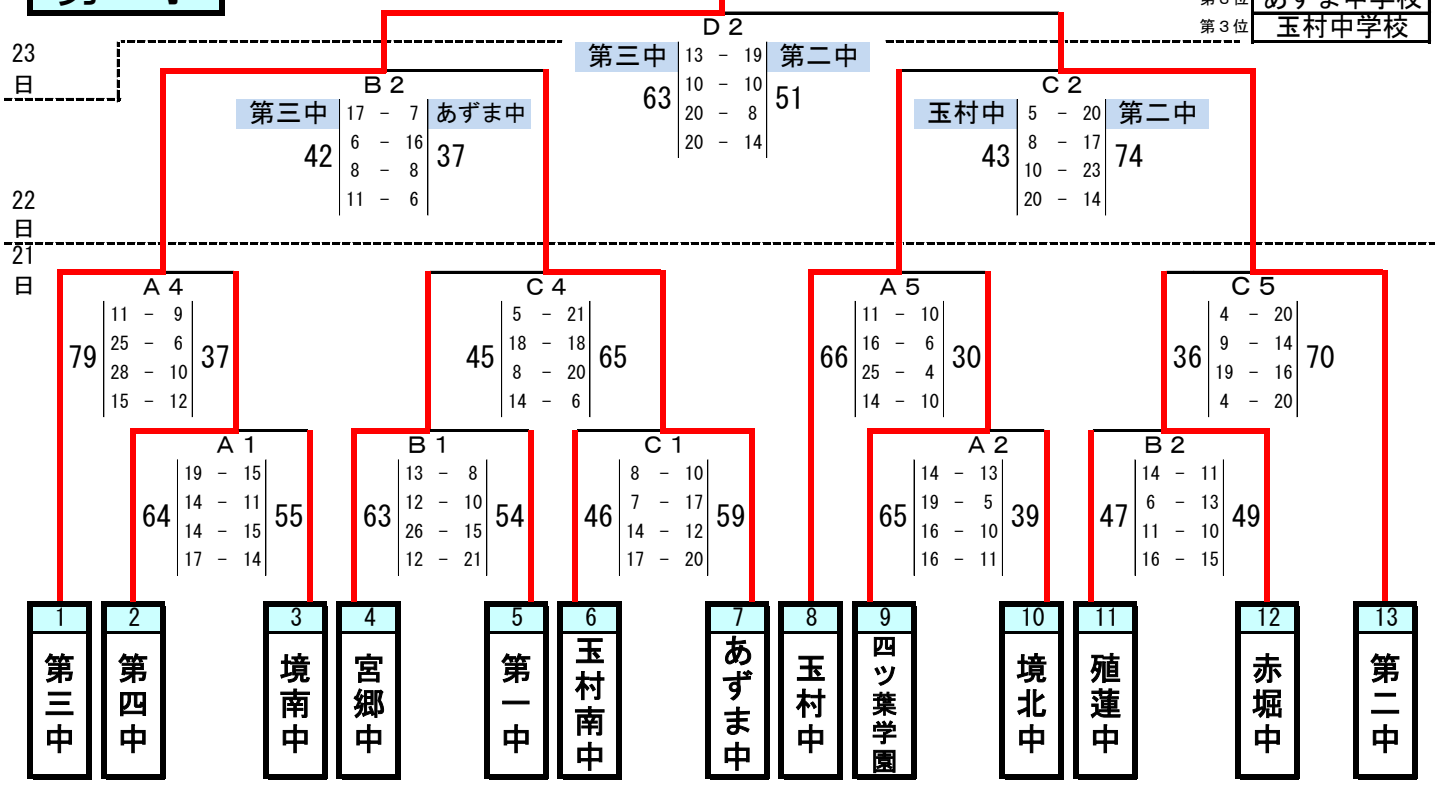 第３位 あずま中学校
第３位 玉村中学校
Ｄ２
23日
第三中 13 - 19 第二中
63 10 - 10 51
20 - 8
20 - 14
Ｂ２
第三中 17 - 7 あずま中
42 6 - 16 37
8 - 8
11 - 6
Ｃ２
玉村中 5 - 20 第二中
43 8 - 17 74
10 - 23
20 - 14
22日
21日
Ａ４
11 - 9
79 25 - 6 37
28 - 10
15 - 12
Ｃ４
5 - 21
45 18 - 18 65
8 - 20
14 - 6
Ａ５
11 - 10
66 16 - 6 30
25 - 4
14 - 10
Ｃ５
4 - 20
36 9 - 14 70
19 - 16
4 - 20
Ａ１
19 - 15
64 14 - 11 55
14 - 15
17 - 14
Ｂ１
13 - 8
63 12 - 10 54
26 - 15
12 - 21
Ｃ１
8 - 10
46 7 - 17 59
14 - 12
17 - 20
Ａ２
14 - 13
65 19 - 5 39
16 - 10
16 - 11
Ｂ２
14 - 11
47 6 - 13 49
11 - 10
16 - 15
1 第三中
2 第四中
3 境南中
4 宮郷中
5 第一中
6 玉村南中
7 あずま中
8 玉村中
9 四ツ葉学園
10 境北中
11 殖蓮中
12 赤堀中
13 第二中